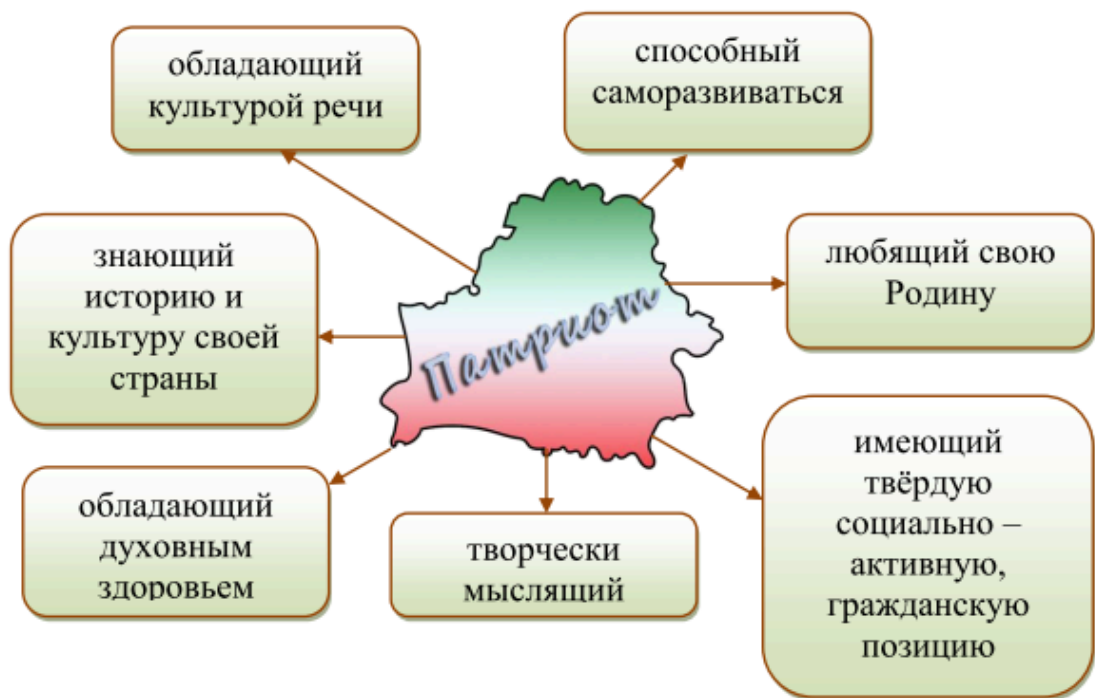 обладающий
культурой речи
способный
саморазвиваться
знающий
историю и
культуру своей
страны
Патриот
любящий свою
Родину
обладающий
духовным
здоровьем
творчески
мыслящий
имеющий
твёрдую
социально –
активную,
гражданскую
позицию